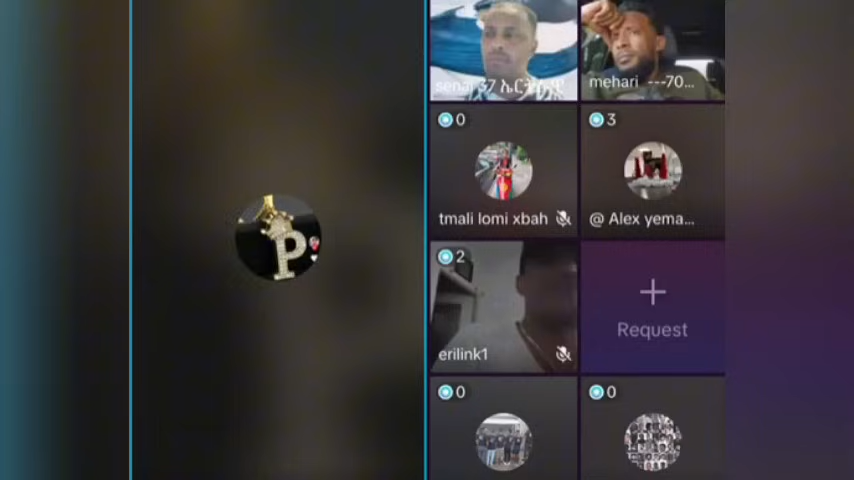 senai 37
mehari ---70...
0
3
tmali lomi xbah
@ Alex yema...
P
2
+
Request
erilink1
0
0